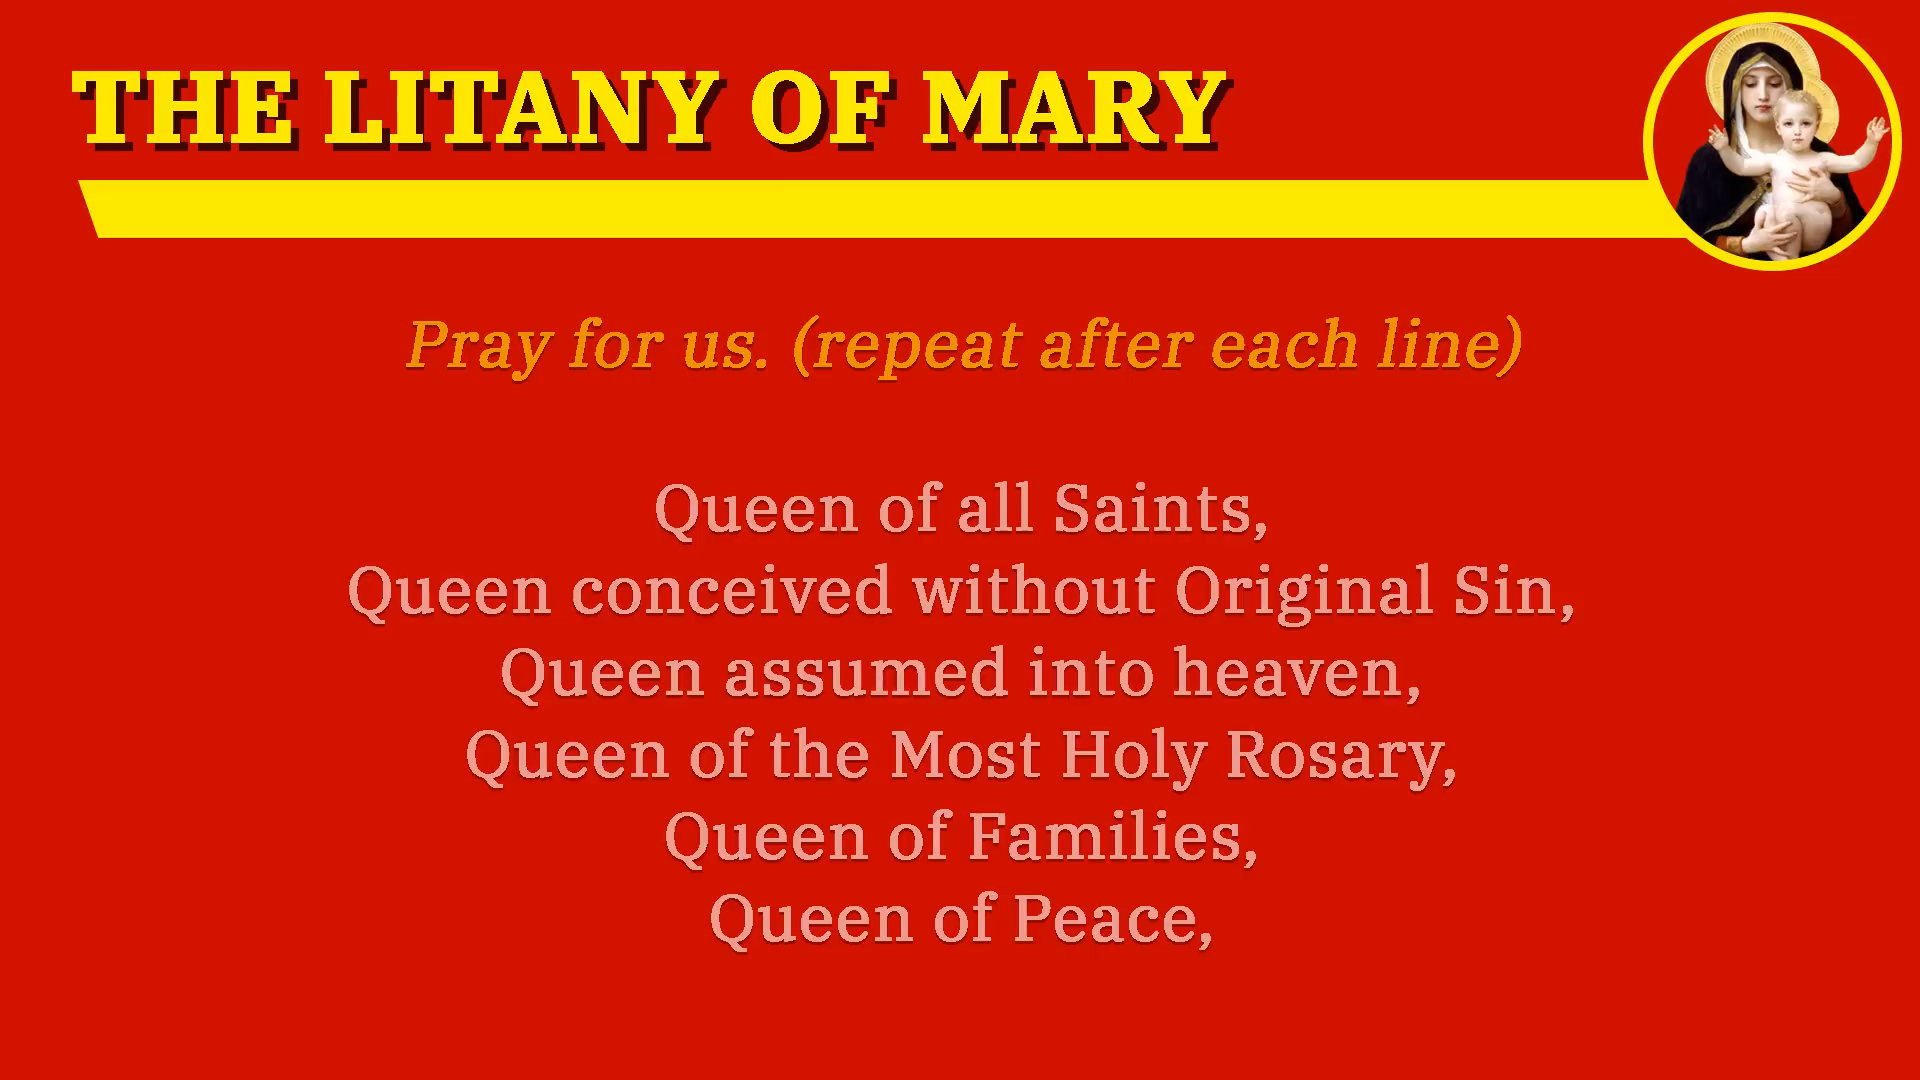 THE LITANY OF MARY
Pray for us. (repeat after each line)
Queen of all Saints,
Queen conceived without Original Sin,
Queen assumed into heaven,
Queen of the Most Holy Rosary,
Queen of Families,
Queen of Peace,